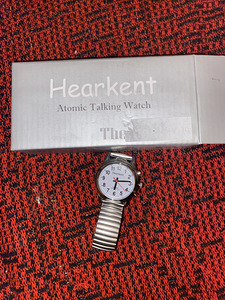 Hearkent
Atomic Talking Watch
The